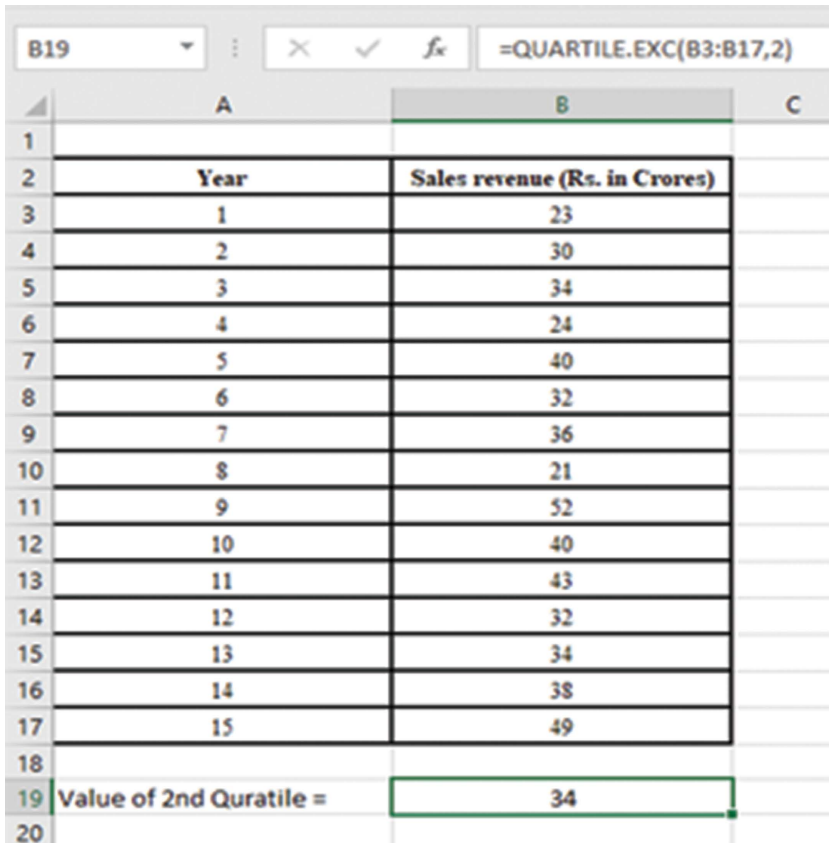 B19 fx =QUARTILE.EXC(B3:B17,2)
A B C
1
2 Year Sales revenue (Rs. in Crores)
3 1 23
4 2 30
5 3 34
6 4 24
7 5 40
8 6 32
9 7 36
10 8 21
11 9 52
12 10 40
13 11 43
14 12 32
15 13 34
16 14 38
17 15 49
18
19 Value of 2nd Quratile = 34
20